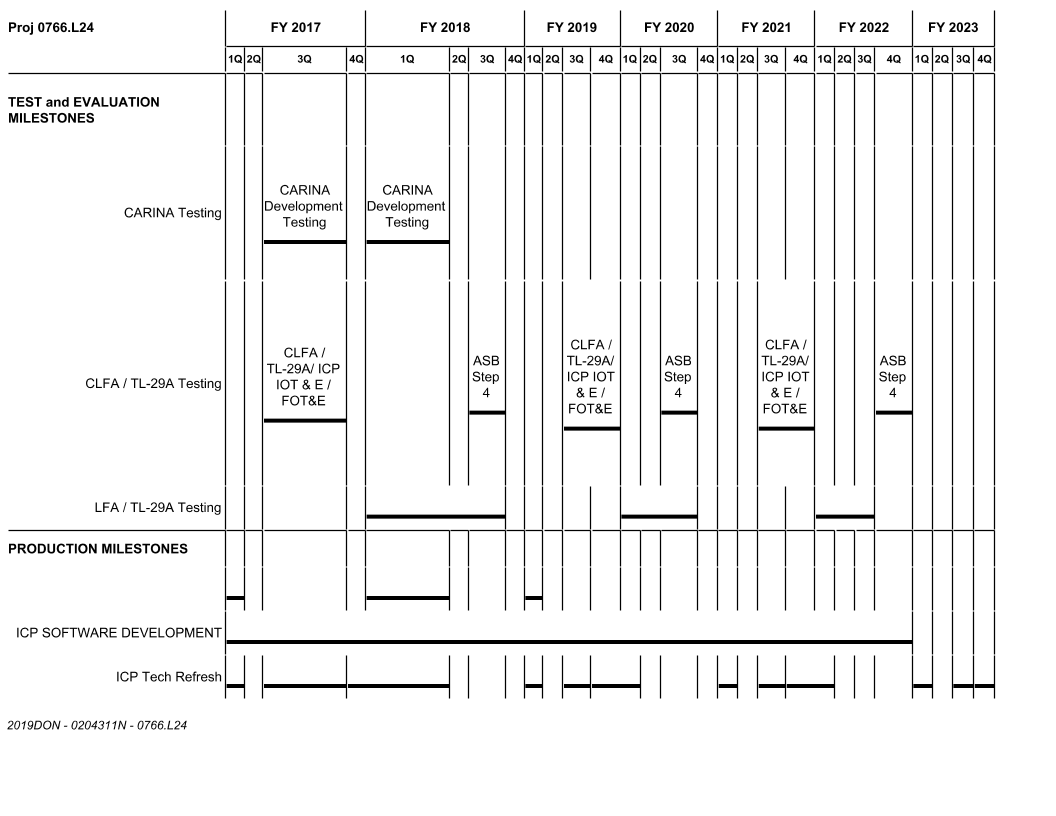 Proj 0766.L24
FY 2017 FY 2018 FY 2019 FY 2020 FY 2021 FY 2022 FY 2023
1Q 2Q 3Q 4Q 1Q 2Q 3Q 4Q 1Q 2Q 3Q 4Q 1Q 2Q 3Q 4Q 1Q 2Q 3Q 4Q 1Q 2Q 3Q 4Q 1Q 2Q 3Q 4Q
TEST and EVALUATION
MILESTONES
CARINA Testing
CARINA
Development
Testing
CARINA
Development
Testing
CLFA / TL-29A Testing
CLFA /
TL-29A/ ICP
IOT & E /
FOT&E
ASB
Step
4
CLFA /
TL-29A/
ICP IOT
& E /
FOT&E
ASB
Step
4
CLFA /
TL-29A/
ICP IOT
& E /
FOT&E
ASB
Step
4
LFA / TL-29A Testing
PRODUCTION MILESTONES
ICP SOFTWARE DEVELOPMENT
ICP Tech Refresh
2019DON - 0204311N - 0766.L24